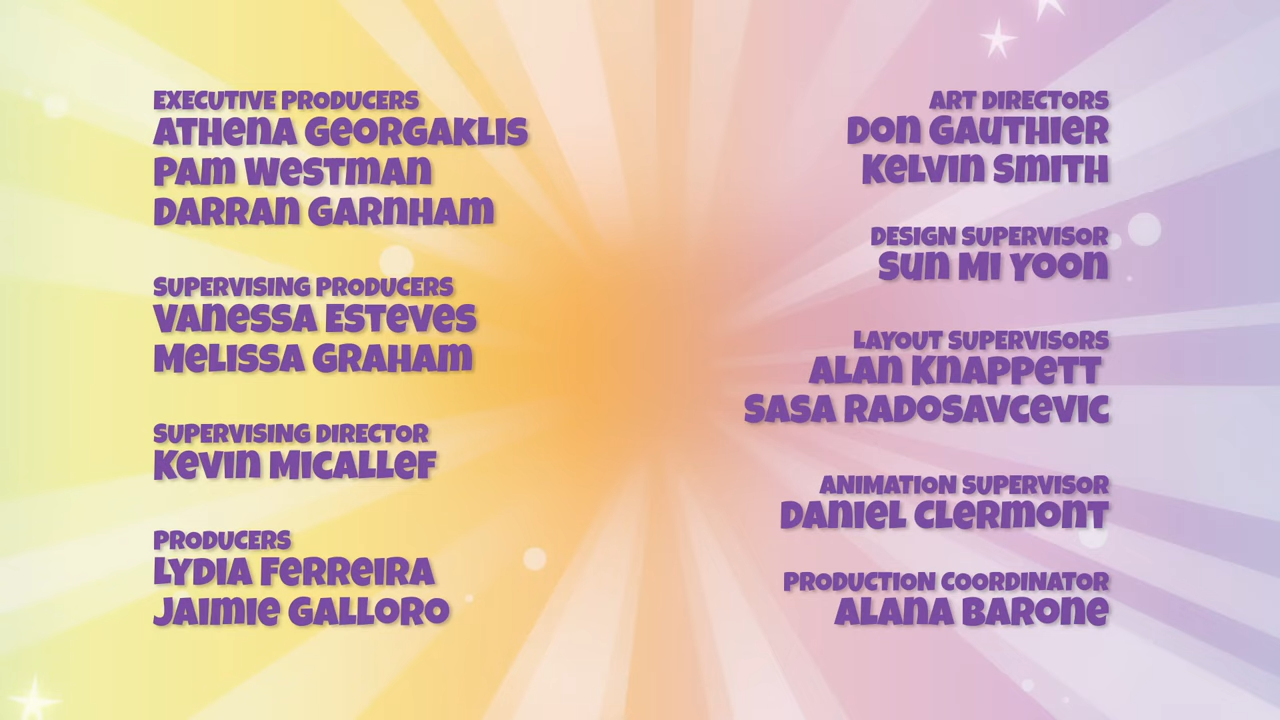 EXECUTIVE PRODUCERS
ATHENA GEORGAKLIS
PAM WESTMAN
DARRAN GARNHAM
SUPERVISING PRODUCERS
VANESSA ESTEVES
MELISSA GRAHAM
SUPERVISING DIRECTOR
KEVIN MICALLEF
PRODUCERS
LYDIA FERREIRA
JAIMIE GALLORO
ART DIRECTORS
DON GAUTHIER
KELVIN SMITH
DESIGN SUPERVISOR
SUN MI YOON
LAYOUT SUPERVISORS
ALAN KNAPPETT
SASA RADOSAVCEVIC
ANIMATION SUPERVISOR
DANIEL CLERMONT
PRODUCTION COORDINATOR
ALANA BARONE